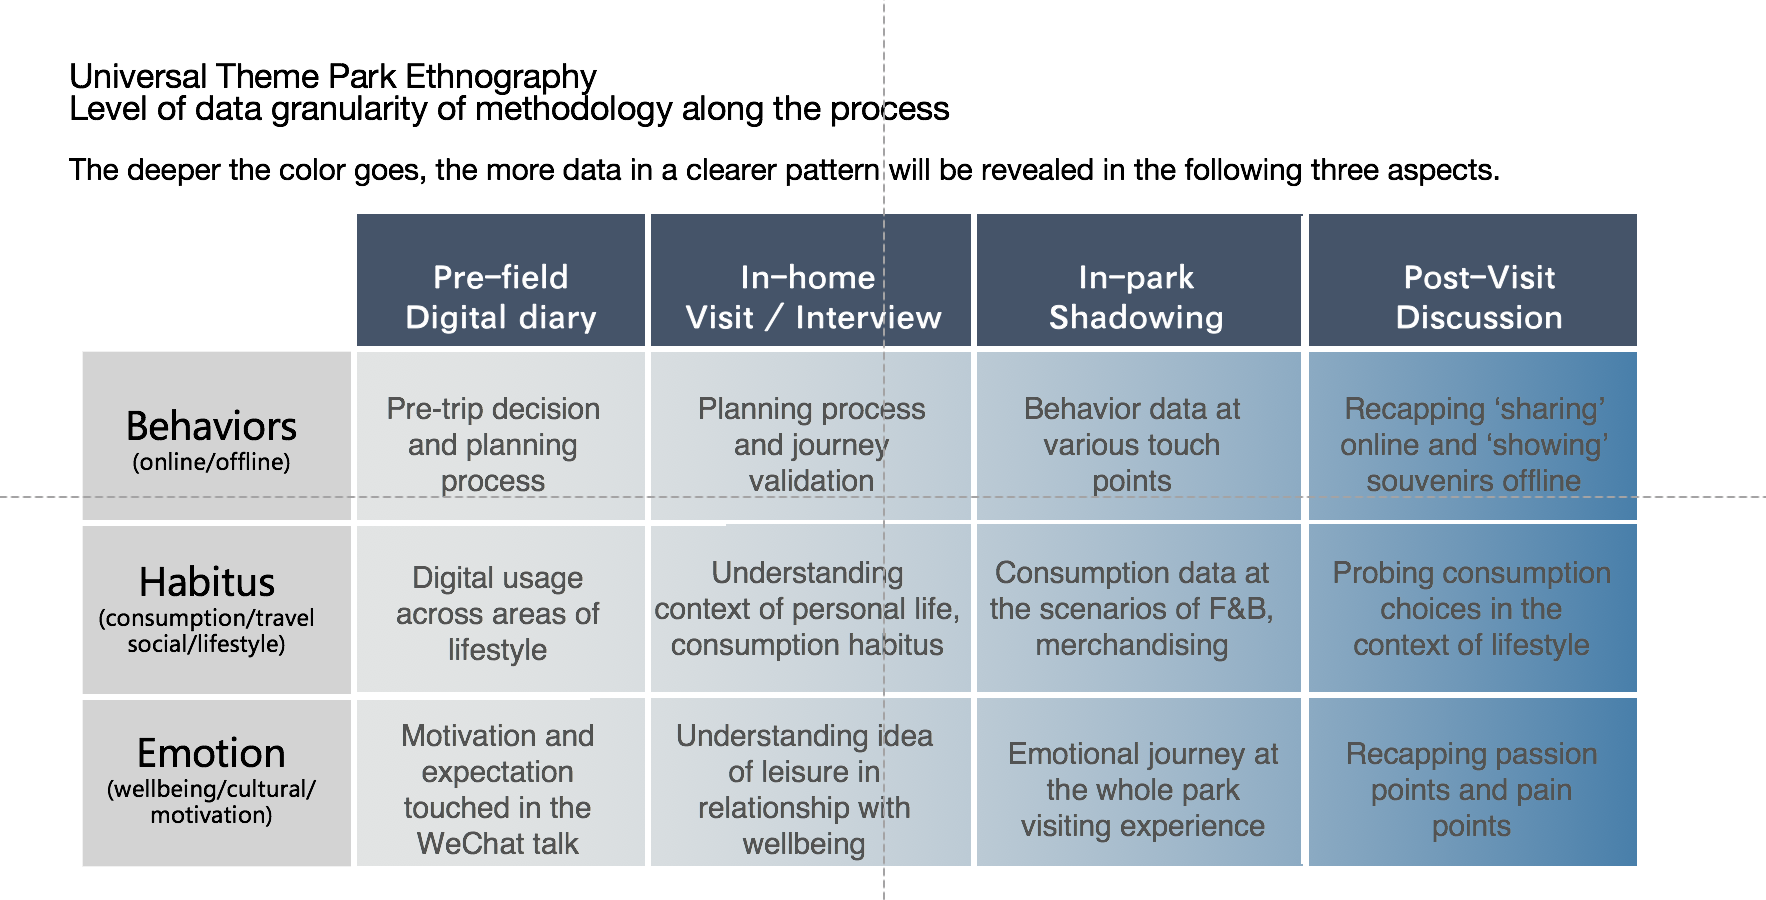 Universal Theme Park Ethnography
Level of data granularity of methodology along the process
The deeper the color goes, the more data in a clearer pattern will be revealed in the following three aspects.
Pre-field
Digital diary
In-home
Visit / Interview
In-park
Shadowing
Post-Visit
Discussion
Behaviors
(online/offline)
Pre-trip decision
and planning
process
Planning process
and journey
validation
Behavior data at
various touch
points
Recapping ‘sharing’
online and ‘showing’
souvenirs offline
Habitus
(consumption/travel
social/lifestyle)
Digital usage
across areas of
lifestyle
Understanding
context of personal life,
consumption habitus
Consumption data at
the scenarios of F&B,
merchandising
Probing consumption
choices in the
context of lifestyle
Emotion
(wellbeing/cultural/
motivation)
Motivation and
expectation
touched in the
WeChat talk
Understanding idea
of leisure in
relationship with
wellbeing
Emotional journey at
the whole park
visiting experience
Recapping passion
points and pain
points